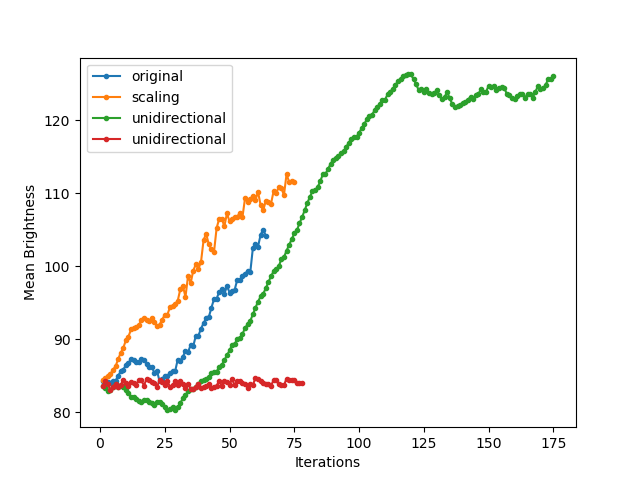 original
scaling
unidirectional
unidirectional
120
110
100
90
80
Mean Brightness
0 25 50 75 100 125 150 175
Iterations